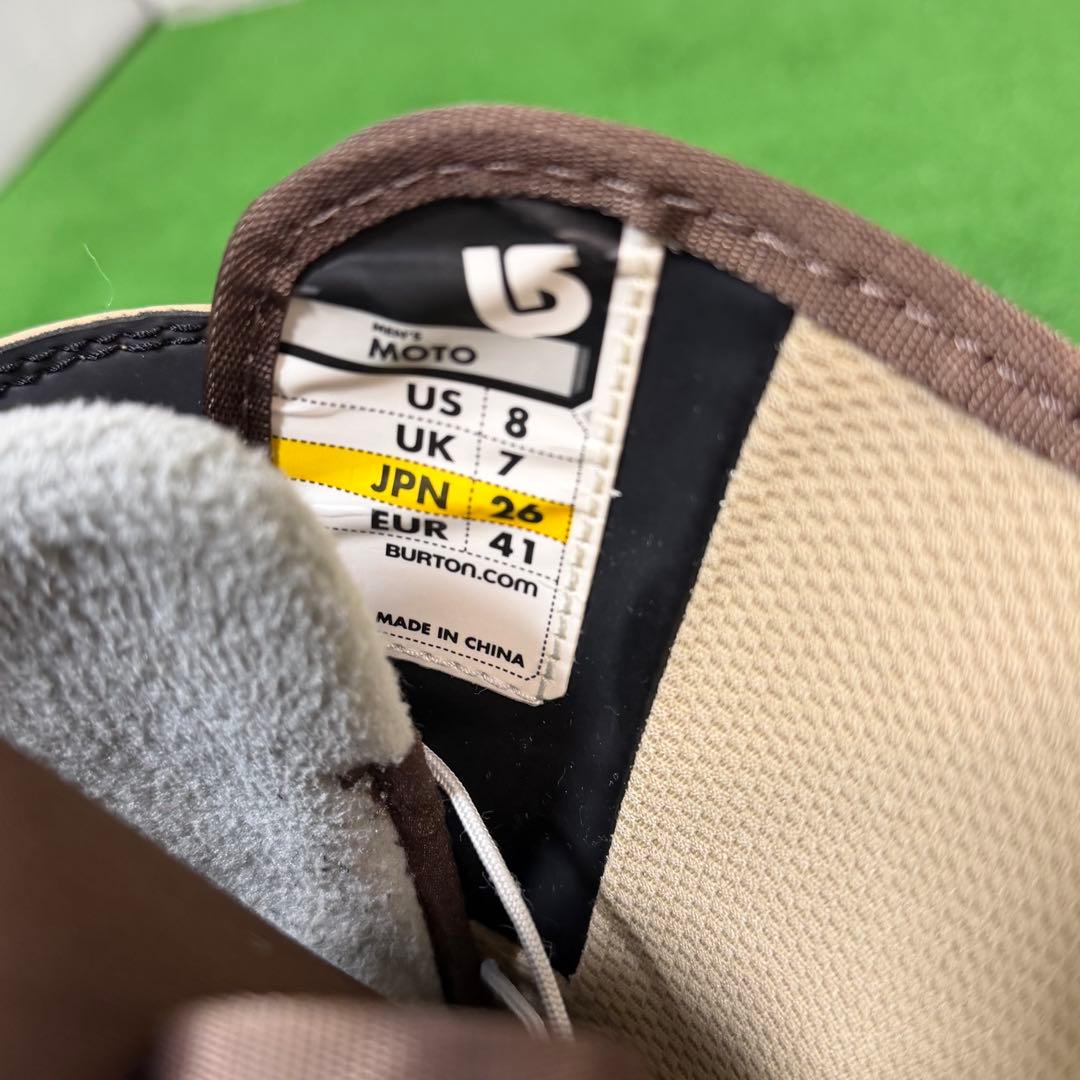 MEN'S
MOTO
US 8
UK 7
JPN 26
EUR 41
BURTON.COM
MADE IN CHINA